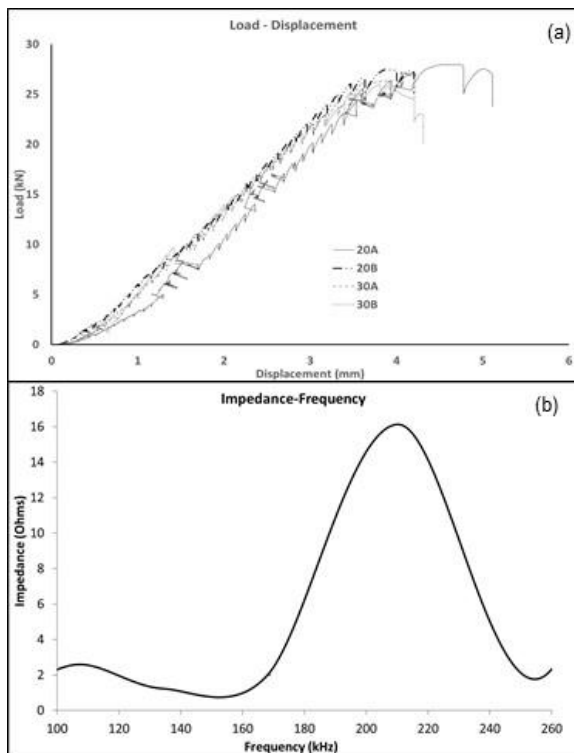 Load - Displacement
(a)
30
25
20
15
10
5
0
Load (kN)
20A
20B
30A
30B
0 1 2 3 4 5 6
Displacement (mm)
Impedance-Frequency
(b)
18
16
14
12
10
8
6
4
2
0
Impedance (Ohms)
100 120 140 160 180 200 220 240 260
Frequency (kHz)